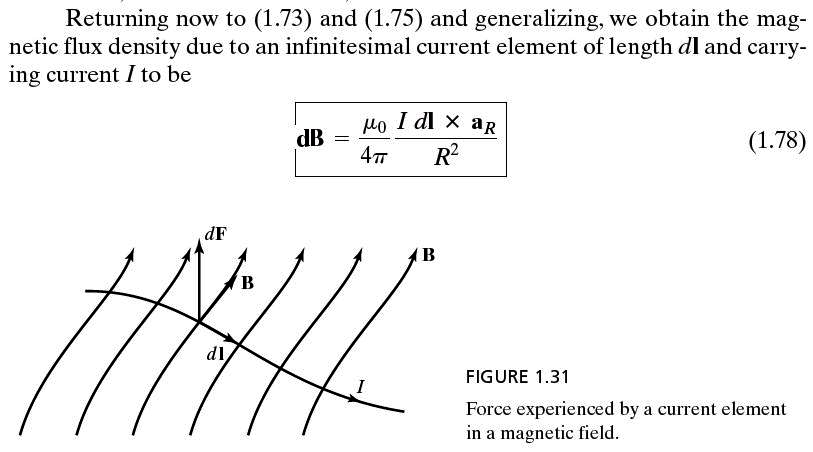 Returning now to (1.73) and (1.75) and generalizing, we obtain the mag-
netic flux density due to an infinitesimal current element of length dl and carry-
ing current I to be
dB = μ₀/4π I dl × a_R/R² (1.78)
dF
B
B
dl
I
FIGURE 1.31
Force experienced by a current element
in a magnetic field.